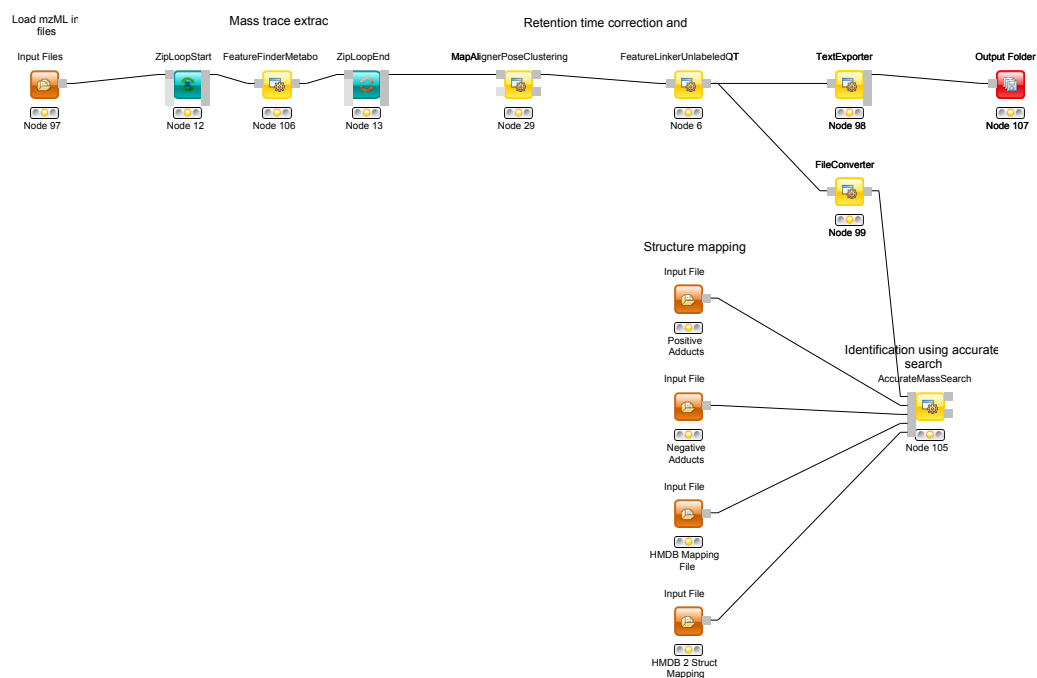 Load mzML in
files
Mass trace extrac
Retention time correction and
Input Files
ZipLoopStart
FeatureFinderMetabo
ZipLoopEnd
MapAlignerPoseClustering
FeatureLinkerUnlabeledQT
TextExporter
Output Folder
Node 97
Node 12
Node 106
Node 13
Node 29
Node 6
Node 98
Node 107
FileConverter
Node 99
Structure mapping
Input File
Positive
Adducts
Identification using accurate
search
AccurateMassSearch
Node 105
Input File
Negative
Adducts
Input File
HMDB Mapping
File
Input File
HMDB 2 Struct
Mapping